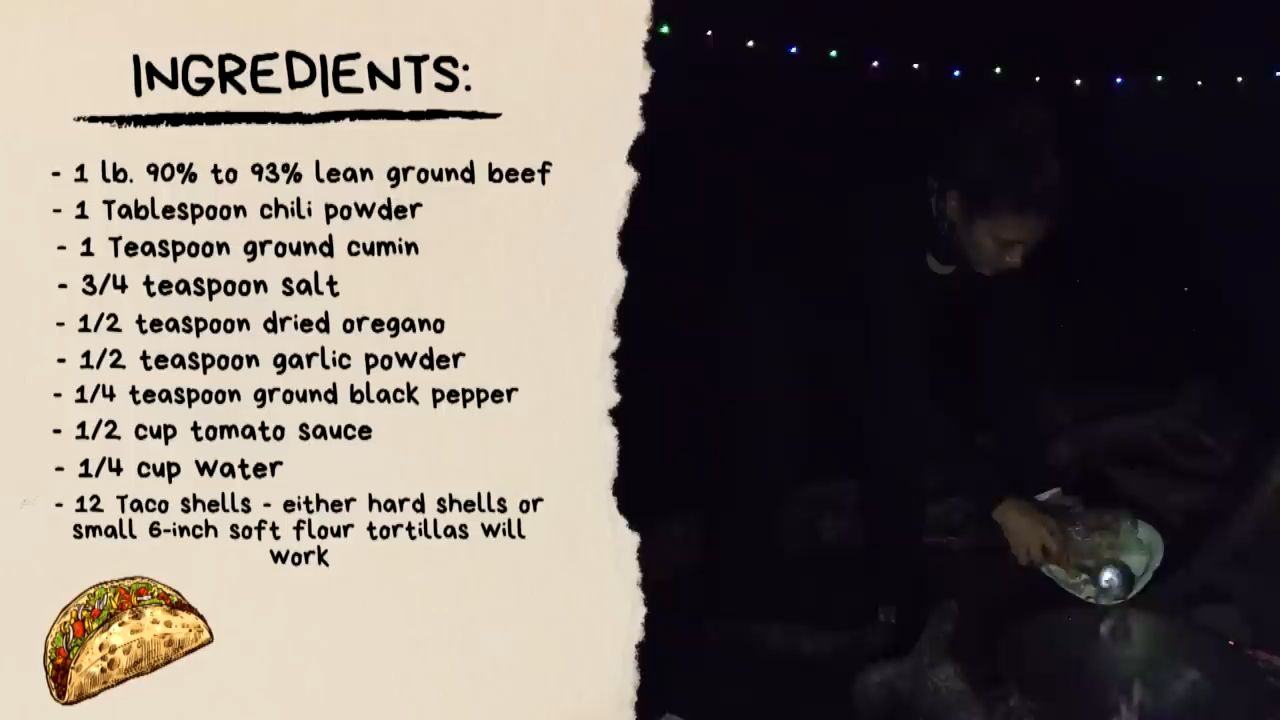 INGREDIENTS:
- 1 lb. 90% to 93% lean ground beef
- 1 Tablespoon chili powder
- 1 Teaspoon ground cumin
- 3/4 teaspoon salt
- 1/2 teaspoon dried oregano
- 1/2 teaspoon garlic powder
- 1/4 teaspoon ground black pepper
- 1/2 cup tomato sauce
- 1/4 cup water
- 12 Taco shells - either hard shells or
small 6-inch soft flour tortillas will
work